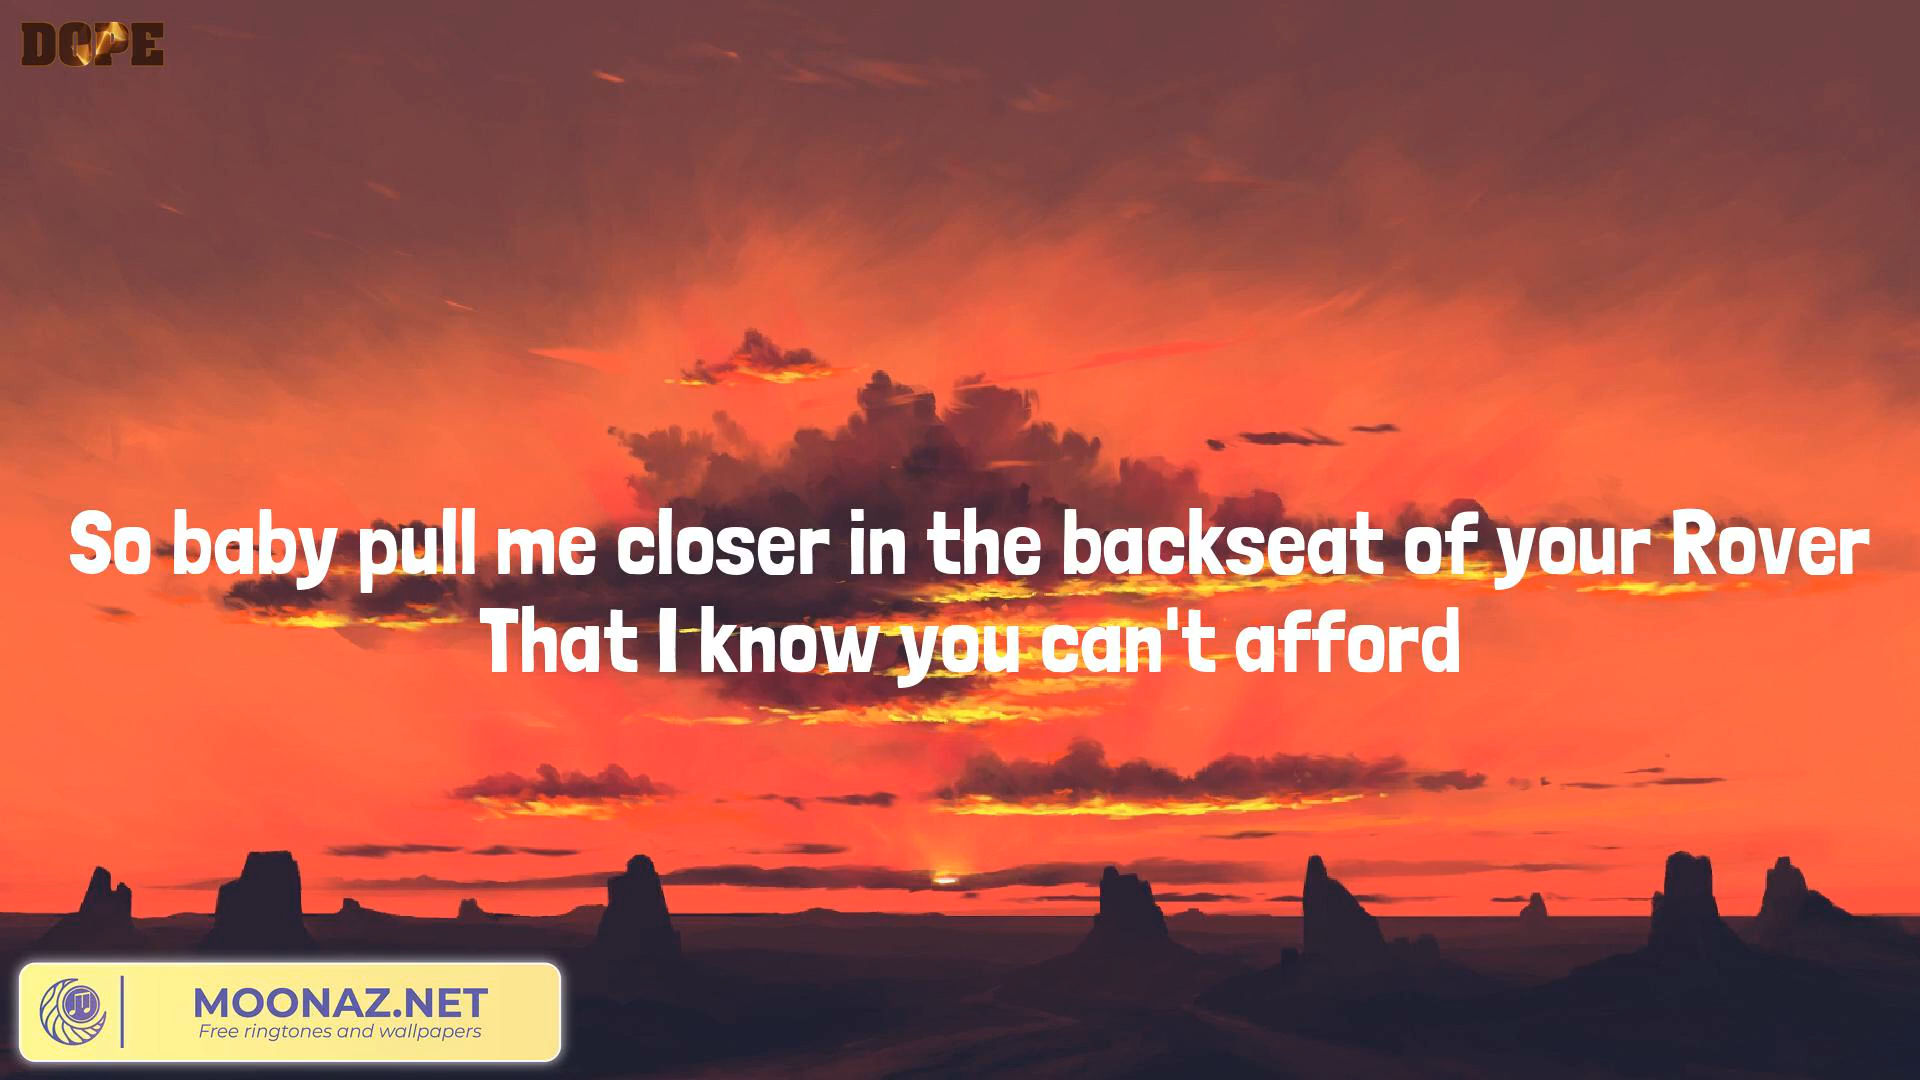 DOPE
So baby pull me closer in the backseat of your Rover
That I know you can't afford
MOONAZ.NET
Free ringtones and wallpapers